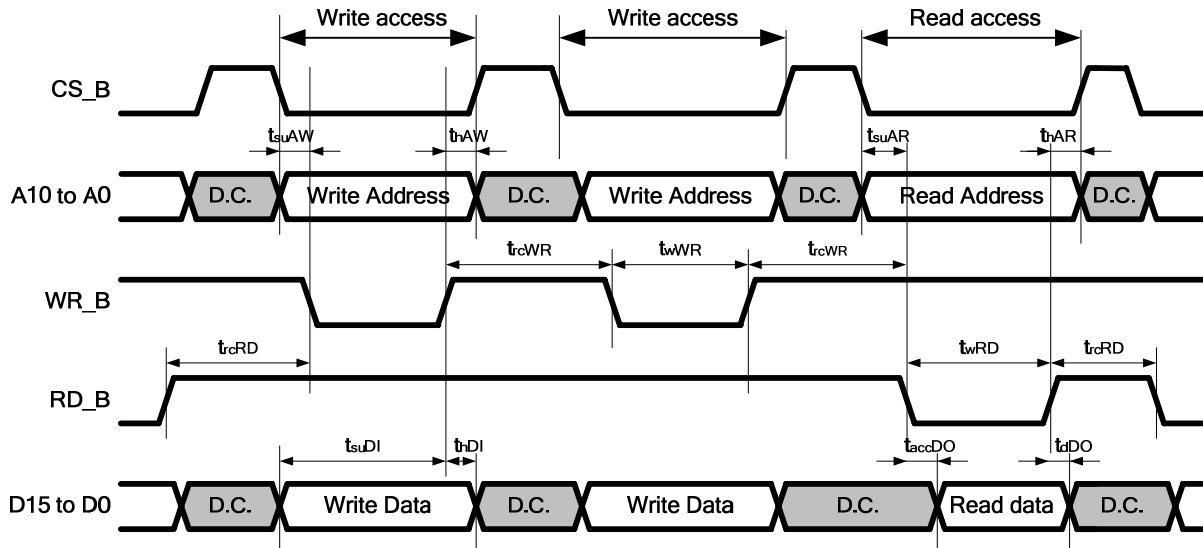 Write access Write access Read access
CS_B
tsuAW thAW tsuAR thAR
A10 to A0 D.C. Write Address D.C. Write Address D.C. Read Address D.C.
trcWR twWR trcWR
WR_B
trcRD twRD trcRD
RD_B
tsuDI thDI taccDO tdDO
D15 to D0 D.C. Write Data D.C. Write Data D.C. Read data D.C.